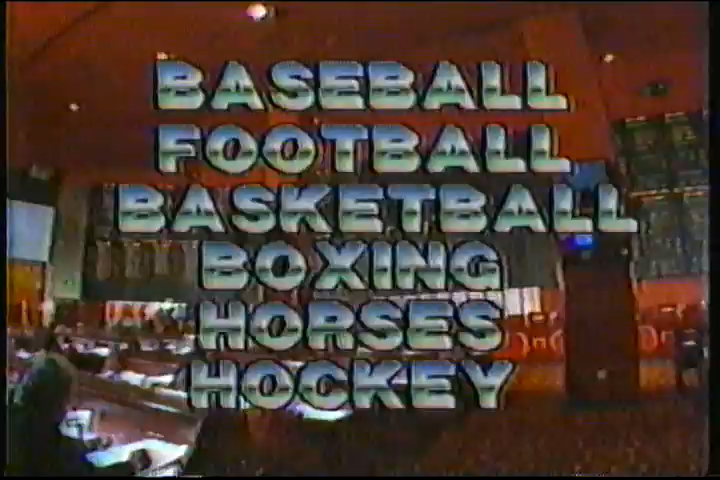 BASEBALL
FOOTBALL
BASKETBALL
BOXING
HORSES
HOCKEY